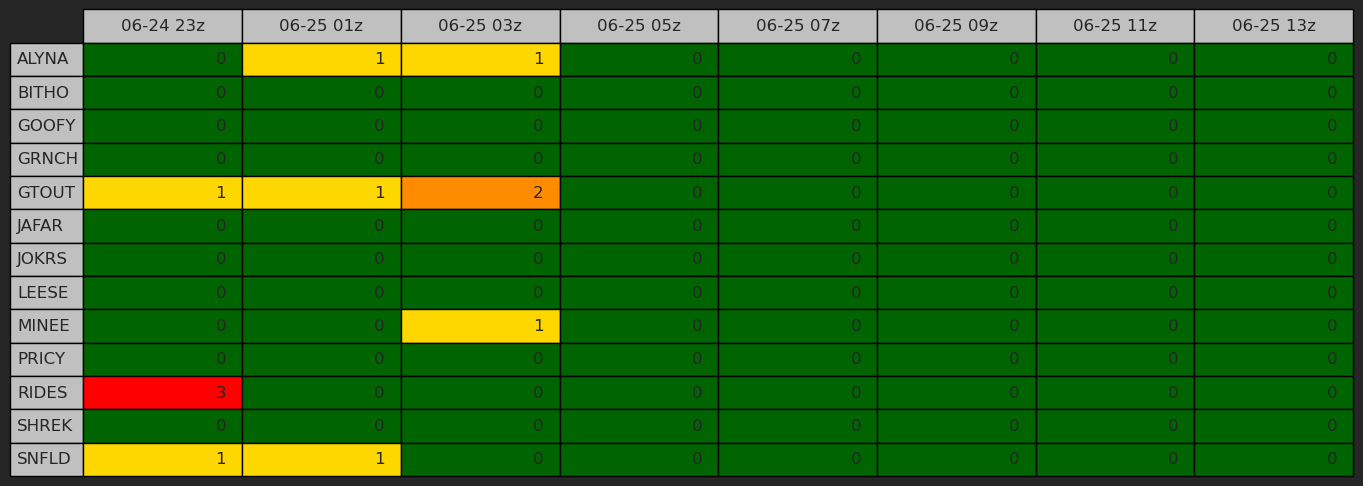 06-24 23z 06-25 01z 06-25 03z 06-25 05z 06-25 07z 06-25 09z 06-25 11z 06-25 13z
ALYNA 0 1 1 0 0 0 0 0
BITHO 0 0 0 0 0 0 0 0
GOOFY 0 0 0 0 0 0 0 0
GRNCH 0 0 0 0 0 0 0 0
GTOUT 1 1 2 0 0 0 0 0
JAFAR 0 0 0 0 0 0 0 0
JOKRS 0 0 0 0 0 0 0 0
LEESE 0 0 0 0 0 0 0 0
MINEE 0 0 1 0 0 0 0 0
PRICY 0 0 0 0 0 0 0 0
RIDES 3 0 0 0 0 0 0 0
SHREK 0 0 0 0 0 0 0 0
SNFLD 1 1 0 0 0 0 0 0